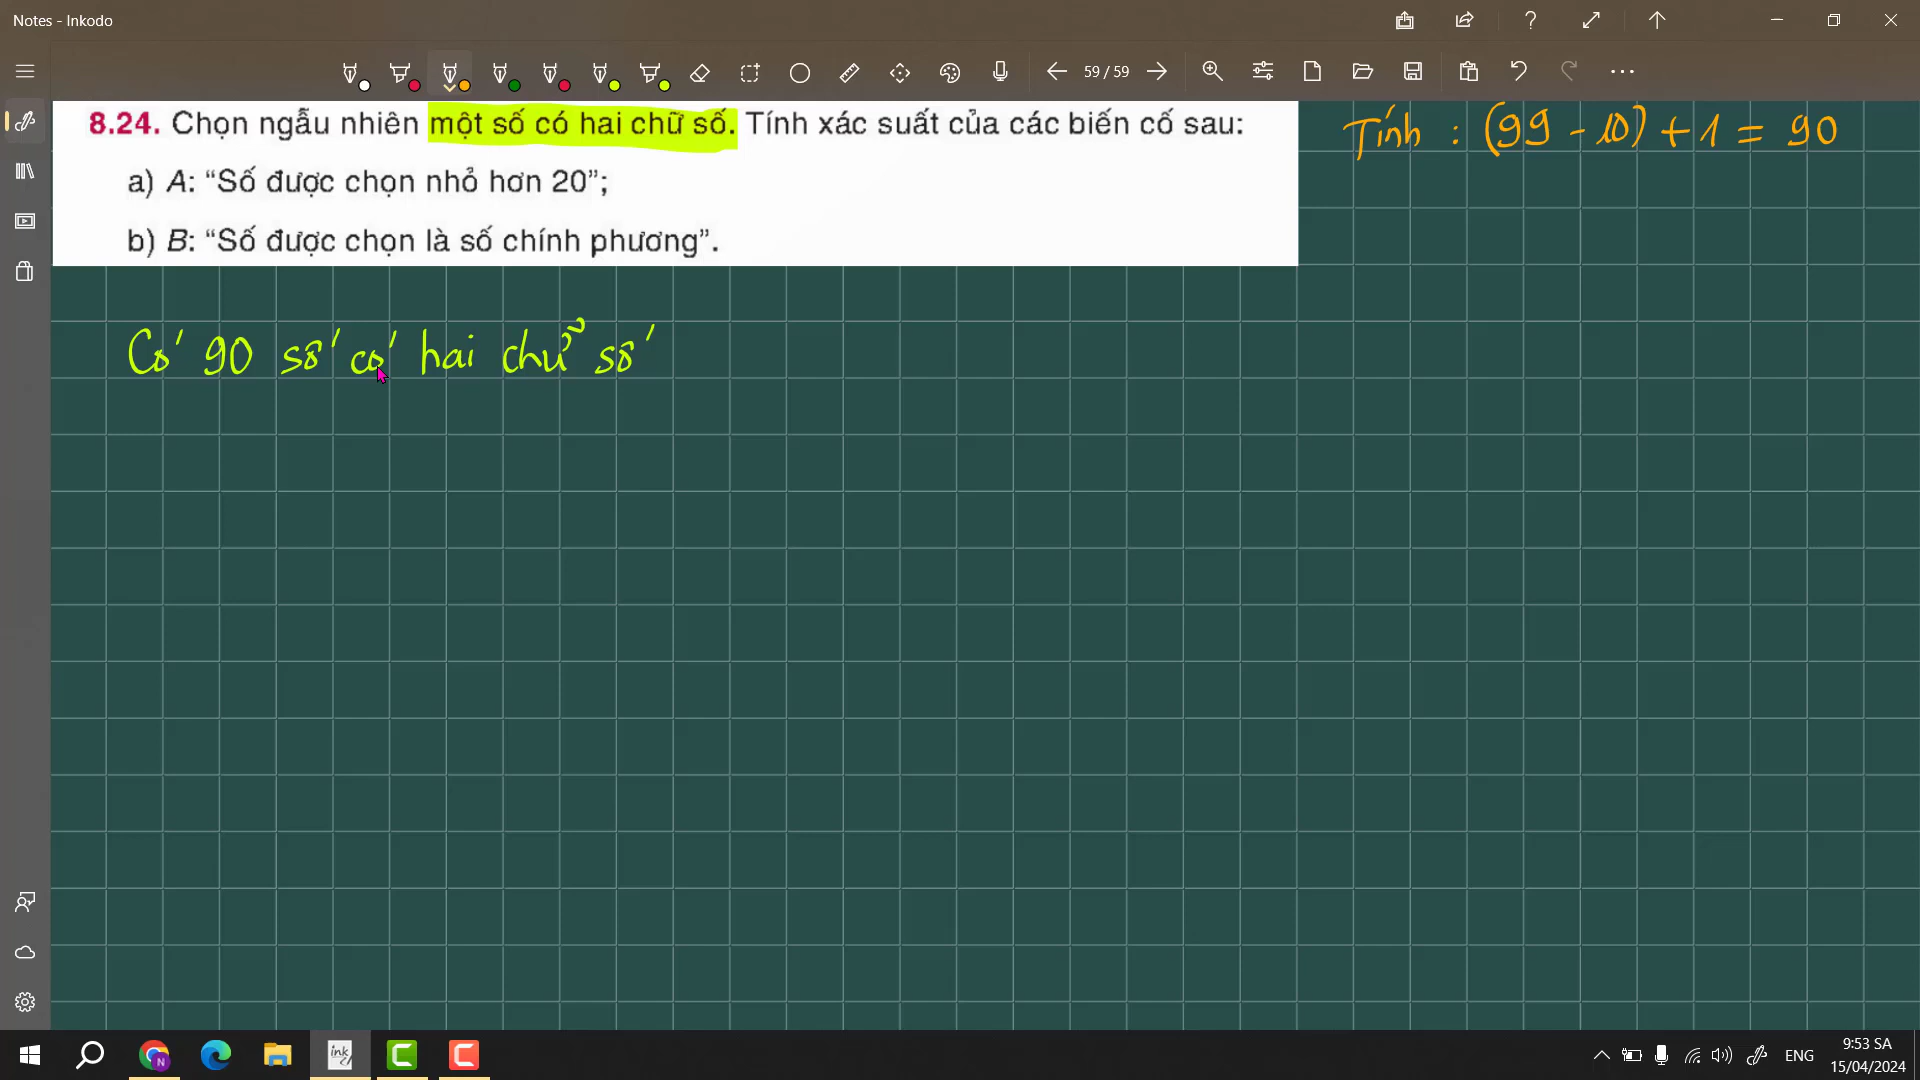 Notes - Inkodo
59 / 59
8.24. Chọn ngẫu nhiên một số có hai chữ số. Tính xác suất của các biến cố sau:
a) A: “Số được chọn nhỏ hơn 20”;
b) B: “Số được chọn là số chính phương”.
Tính : (99 - 10) + 1 = 90
Có 90 số có hai chữ số
N
ink
ENG
9:53 SA
15/04/2024